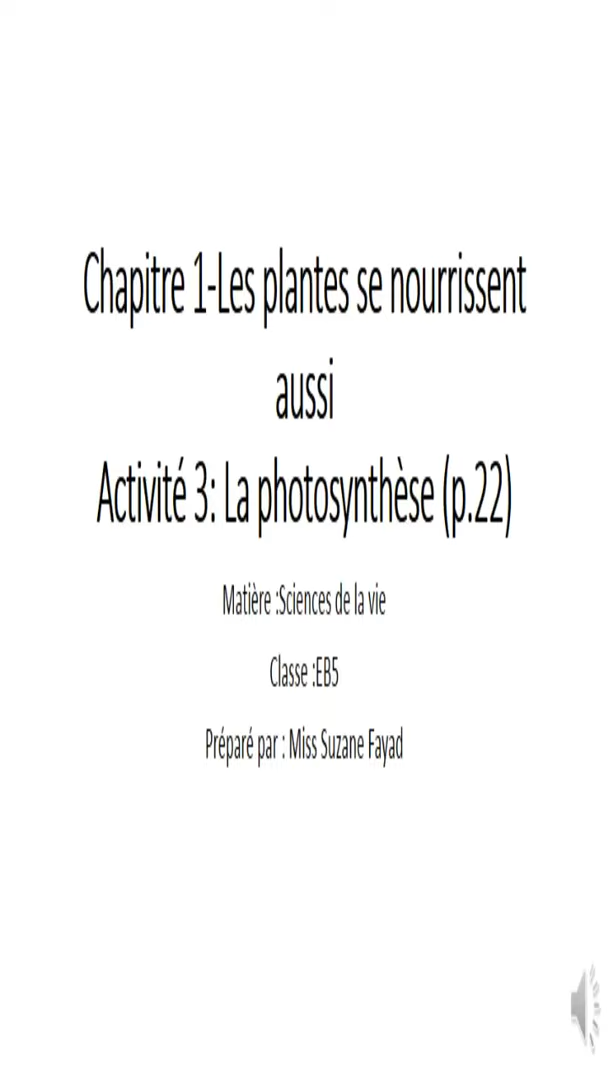 Chapitre 1-Les plantes se nourrissent
aussi
Activité 3: La photosynthèse (p.22)
Matière :Sciences de la vie
Classe :EB5
Préparé par : Miss Suzane Fayad